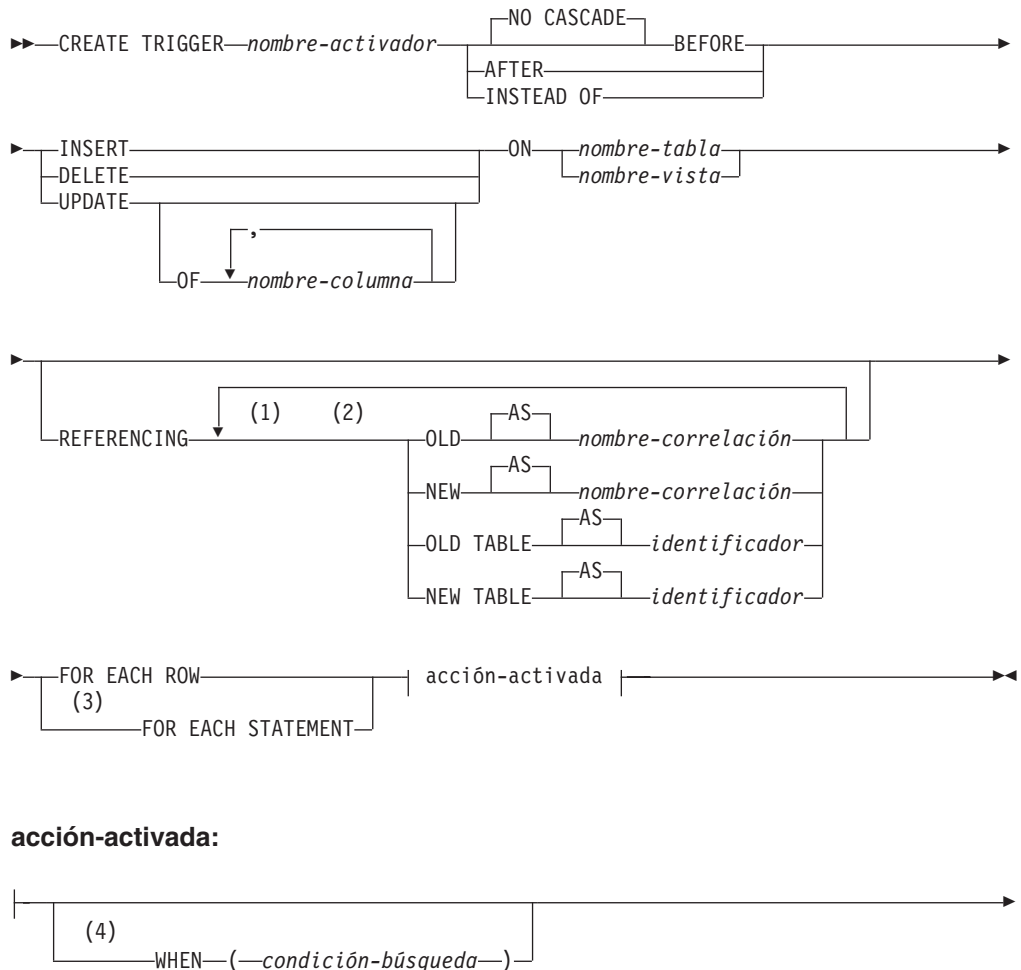 NO CASCADE
CREATE TRIGGER nombre-activador BEFORE
AFTER
INSTEAD OF
INSERT ON nombre-tabla
DELETE nombre-vista
UPDATE
,
OF nombre-columna
(1) (2) AS
REFERENCING OLD nombre-correlación
AS
NEW nombre-correlación
AS
OLD TABLE identificador
AS
NEW TABLE identificador
FOR EACH ROW acción-activada
(3)
FOR EACH STATEMENT
acción-activada:
(4)
WHEN ( condición-búsqueda )